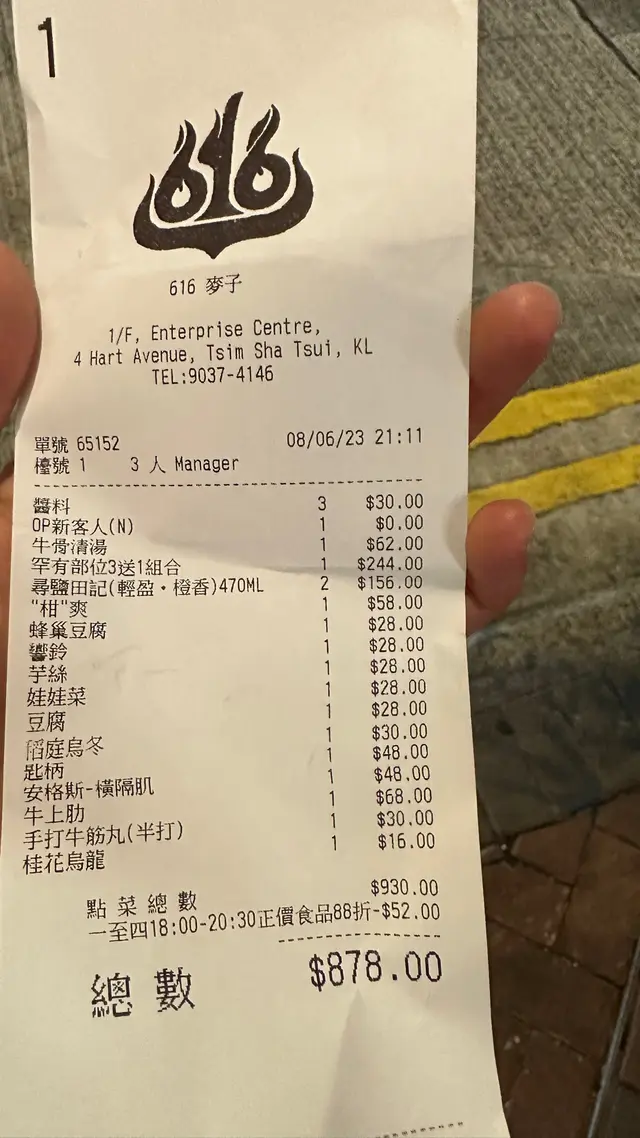 1
616
616 麥子
1/F, Enterprise Centre,
4 Hart Avenue, Tsim Sha Tsui, KL
TEL:9037-4146
單號 65152 08/06/23 21:11
檯號 1 3 人 Manager
醬料 3 $30.00
OP新客人(N) 1 $0.00
牛骨清湯 1 $62.00
罕有部位3送1組合 1 $244.00
尋鹽田記(輕盈・橙香)470ML 2 $156.00
"柑"爽 1 $58.00
蜂巢豆腐 1 $28.00
響鈴 1 $28.00
芋絲 1 $28.00
娃娃菜 1 $28.00
豆腐 1 $28.00
稻庭烏冬 1 $30.00
匙柄 1 $48.00
安格斯-橫隔肌 1 $48.00
牛上肋 1 $68.00
手打牛筋丸(半打) 1 $30.00
桂花烏龍 1 $16.00
點菜總數 $930.00
一至四18:00-20:30正價食品88折-$52.00
總數 $878.00